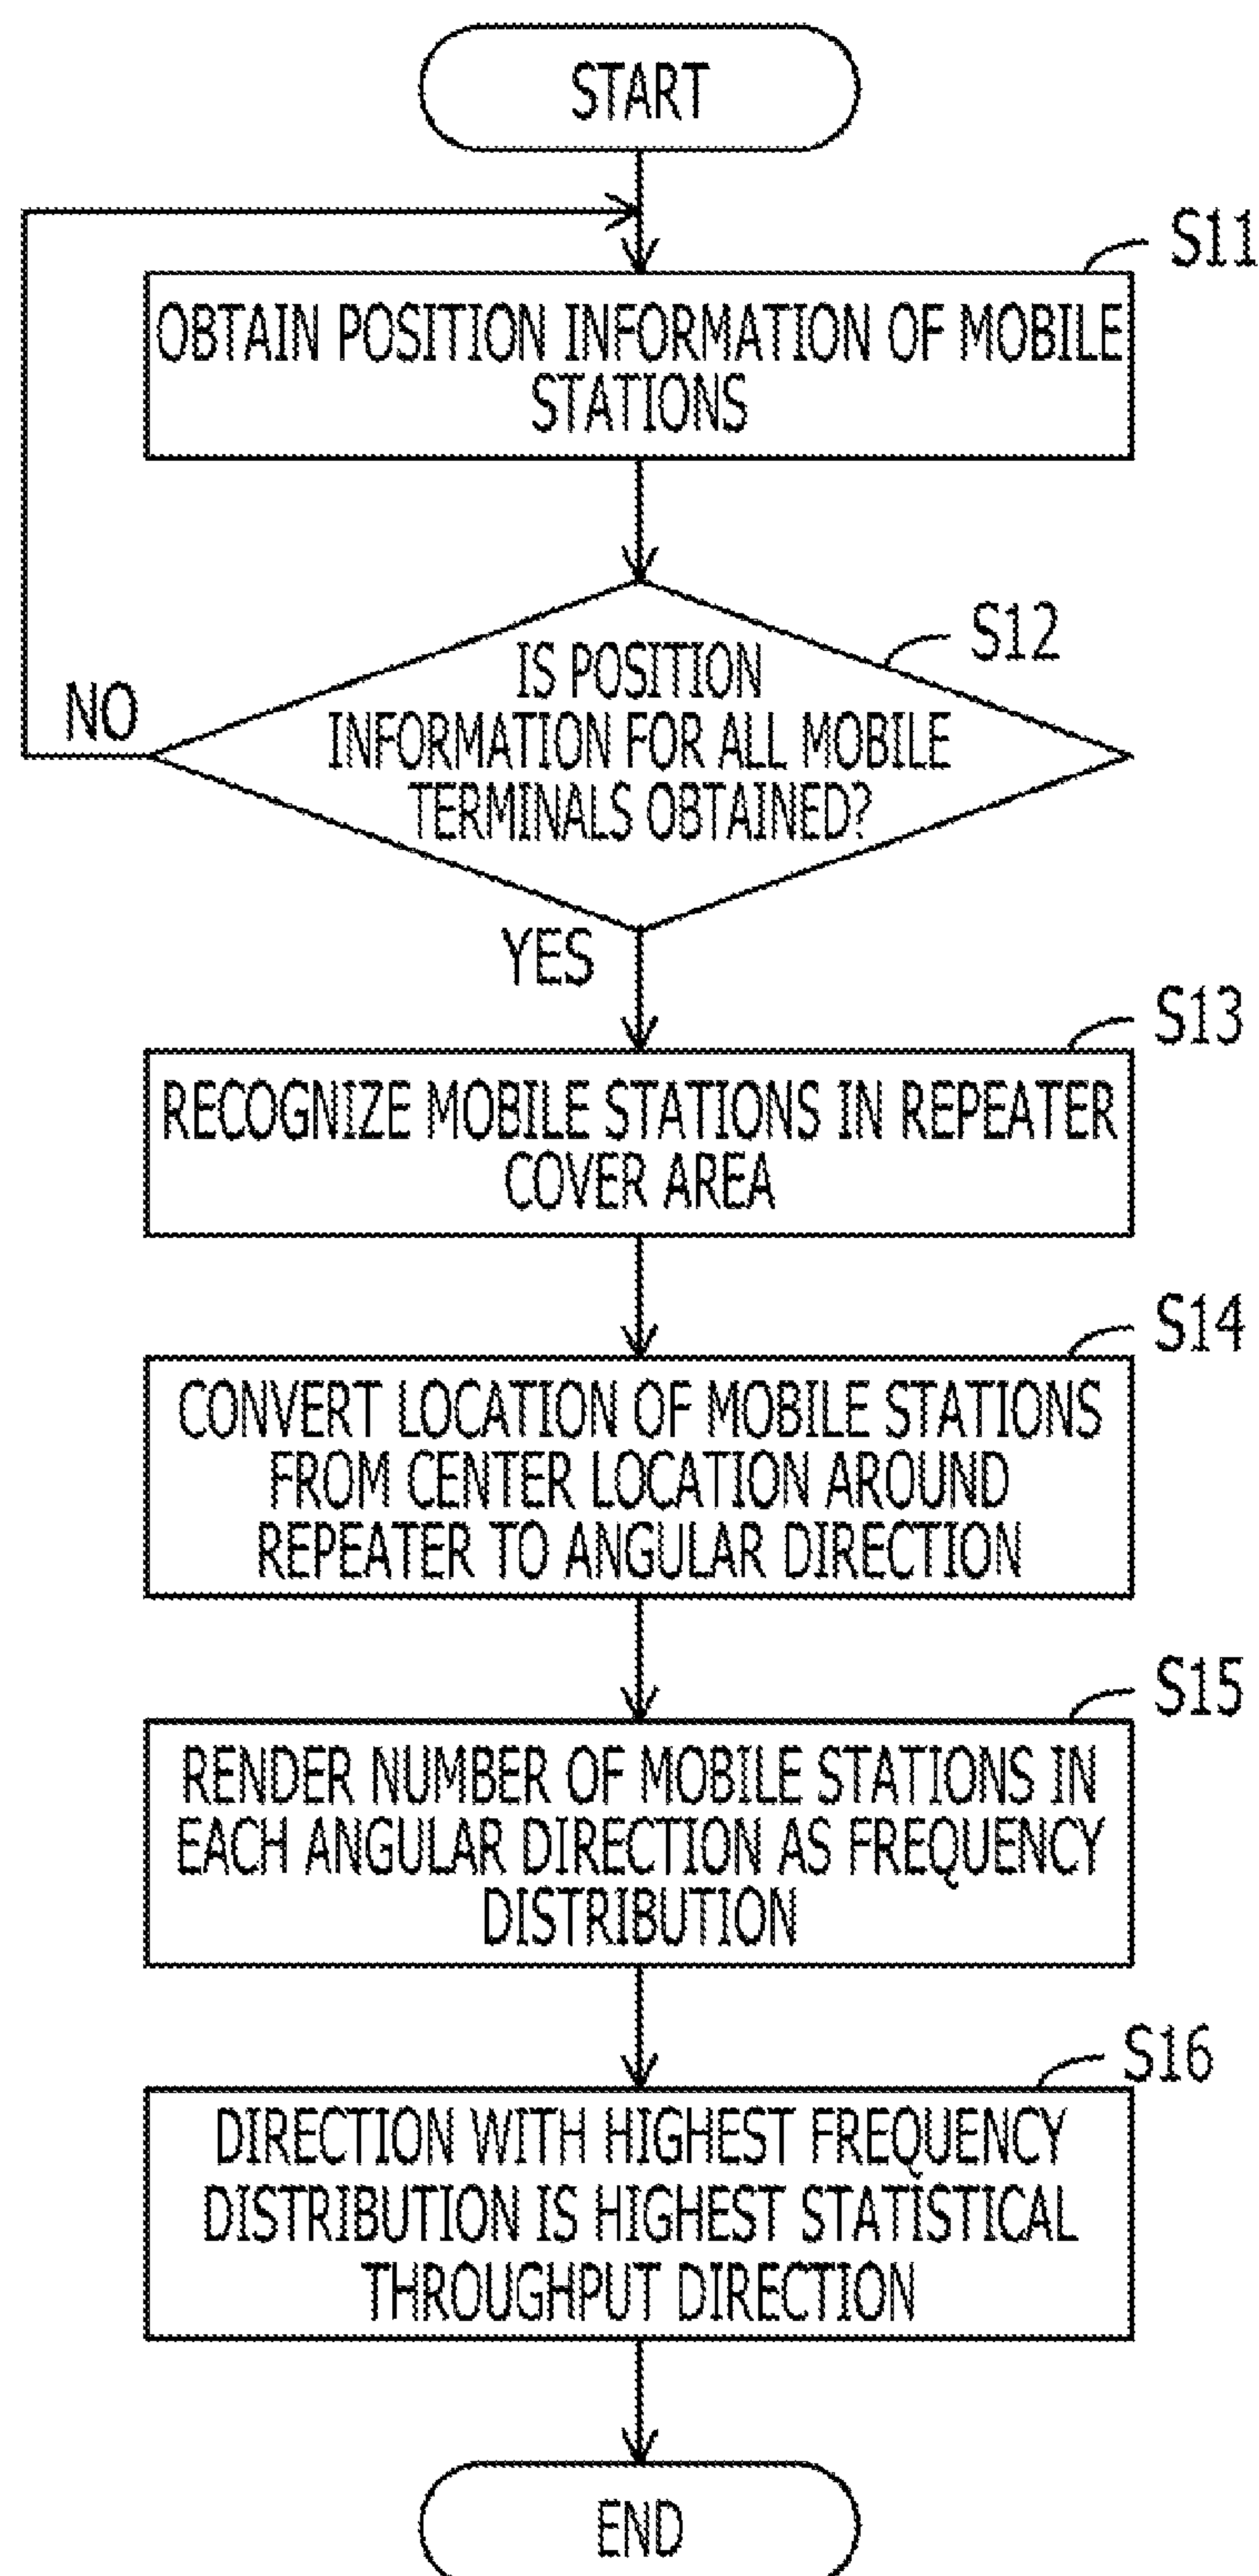 START
S11
OBTAIN POSITION INFORMATION OF MOBILE
STATIONS
S12
IS POSITION
INFORMATION FOR ALL MOBILE
TERMINALS OBTAINED?
NO
YES
S13
RECOGNIZE MOBILE STATIONS IN REPEATER
COVER AREA
S14
CONVERT LOCATION OF MOBILE STATIONS
FROM CENTER LOCATION AROUND
REPEATER TO ANGULAR DIRECTION
S15
RENDER NUMBER OF MOBILE STATIONS IN
EACH ANGULAR DIRECTION AS FREQUENCY
DISTRIBUTION
S16
DIRECTION WITH HIGHEST FREQUENCY
DISTRIBUTION IS HIGHEST STATISTICAL
THROUGHPUT DIRECTION
END